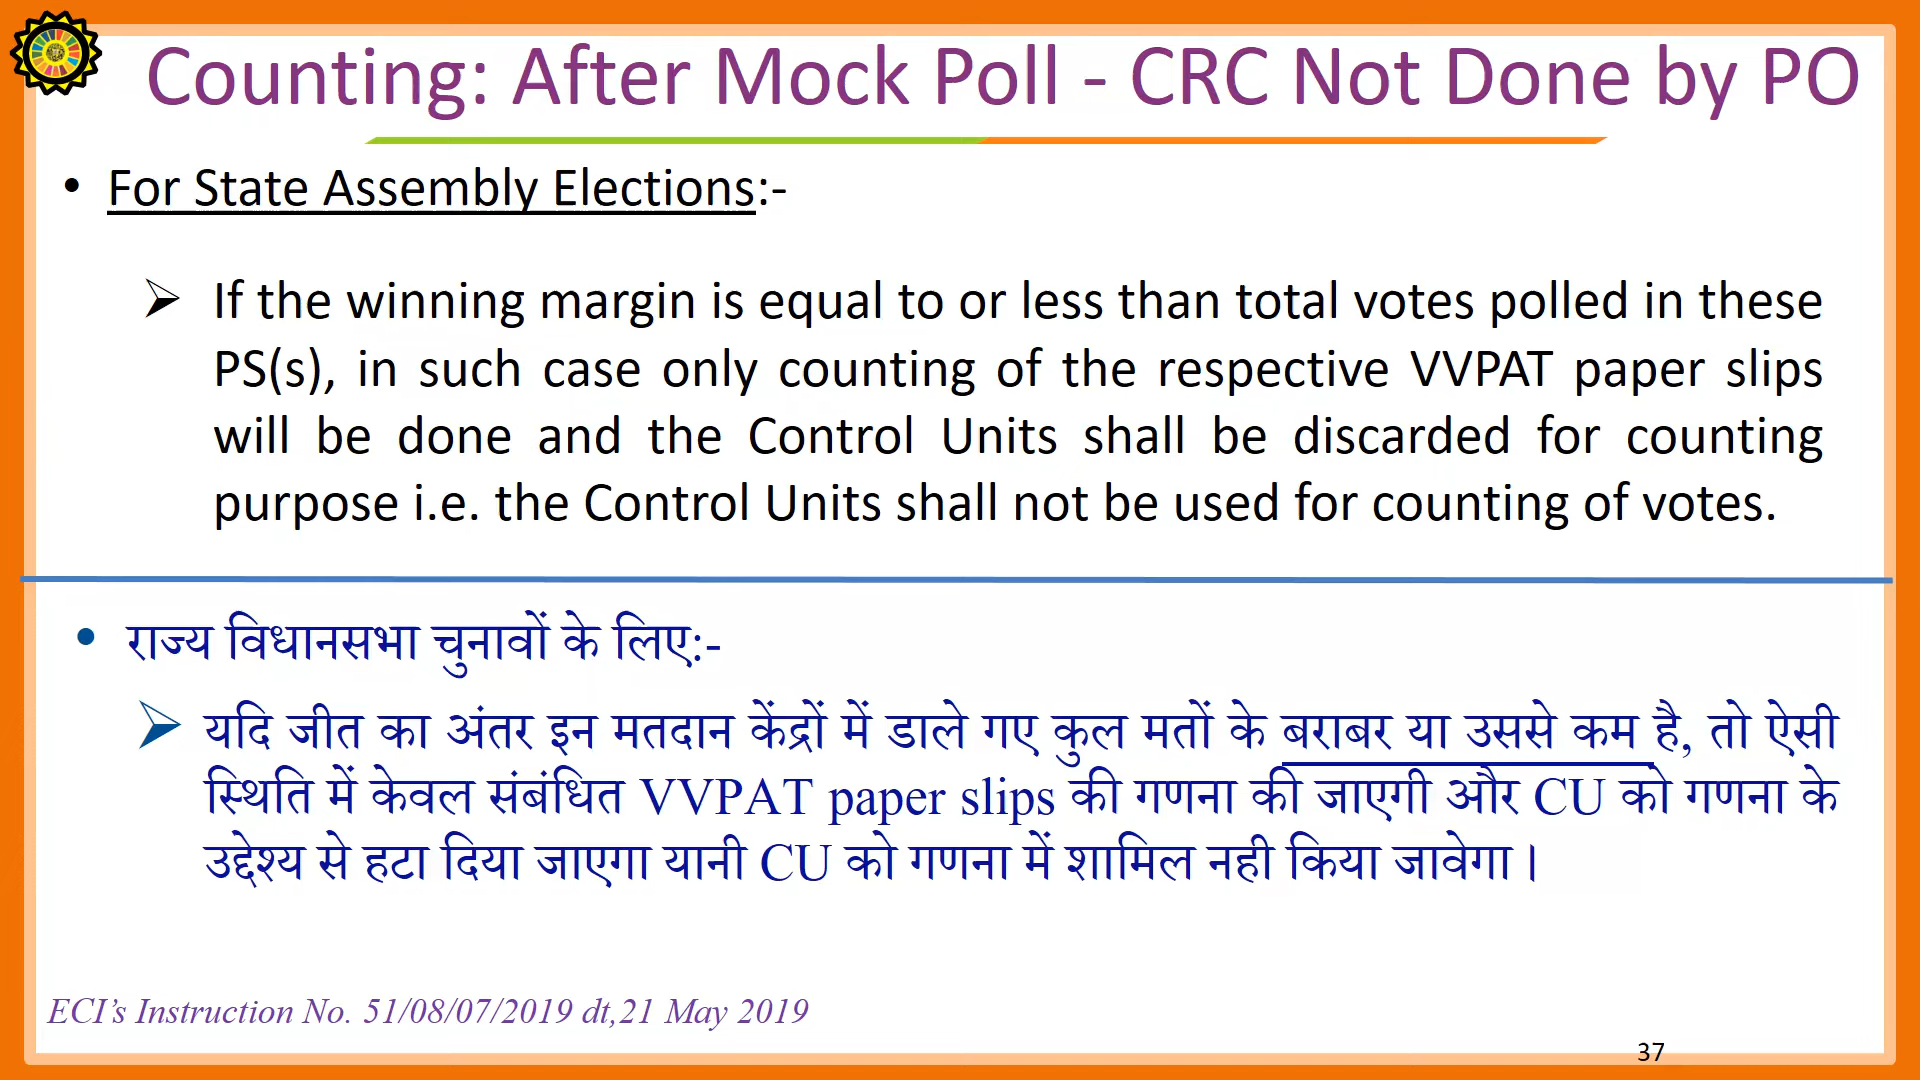 Counting: After Mock Poll - CRC Not Done by PO
• For State Assembly Elections:-
➢ If the winning margin is equal to or less than total votes polled in these
PS(s), in such case only counting of the respective VVPAT paper slips
will be done and the Control Units shall be discarded for counting
purpose i.e. the Control Units shall not be used for counting of votes.
• राज्य विधानसभा चुनावों के लिए:-
➢ यदि जीत का अंतर इन मतदान केंद्रों में डाले गए कुल मतों के बराबर या उससे कम है, तो ऐसी
स्थिति में केवल संबंधित VVPAT paper slips की गणना की जाएगी और CU को गणना के
उद्देश्य से हटा दिया जाएगा यानी CU को गणना में शामिल नही किया जावेगा।
ECI’s Instruction No. 51/08/07/2019 dt,21 May 2019
37